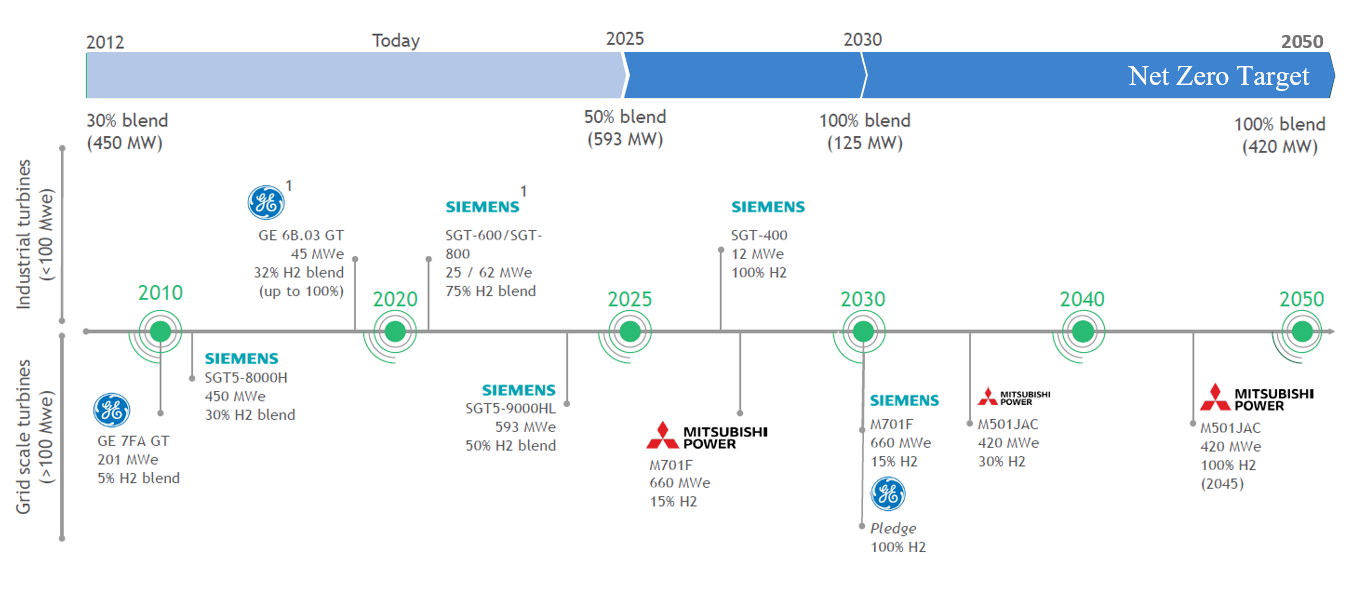 2012
Today
2025
2030
2050
Net Zero Target
30% blend
(450 MW)
50% blend
(593 MW)
100% blend
(125 MW)
100% blend
(420 MW)
Industrial turbines
(<100 Mwe)
GE 1
GE 6B.03 GT
45 MWe
32% H2 blend
(up to 100%)
SIEMENS 1
SGT-600/SGT-
800
25 / 62 MWe
75% H2 blend
SIEMENS
SGT-400
12 MWe
100% H2
2010
2020
2025
2030
2040
2050
Grid scale turbines
(>100 Mwe)
GE
GE 7FA GT
201 MWe
5% H2 blend
SIEMENS
SGT5-8000H
450 MWe
30% H2 blend
SIEMENS
SGT5-9000HL
593 MWe
50% H2 blend
MITSUBISHI
POWER
M701F
660 MWe
15% H2
SIEMENS
M701F
660 MWe
15% H2
GE
Pledge
100% H2
MITSUBISHI
POWER
M501JAC
420 MWe
30% H2
MITSUBISHI
POWER
M501JAC
420 MWe
100% H2
(2045)